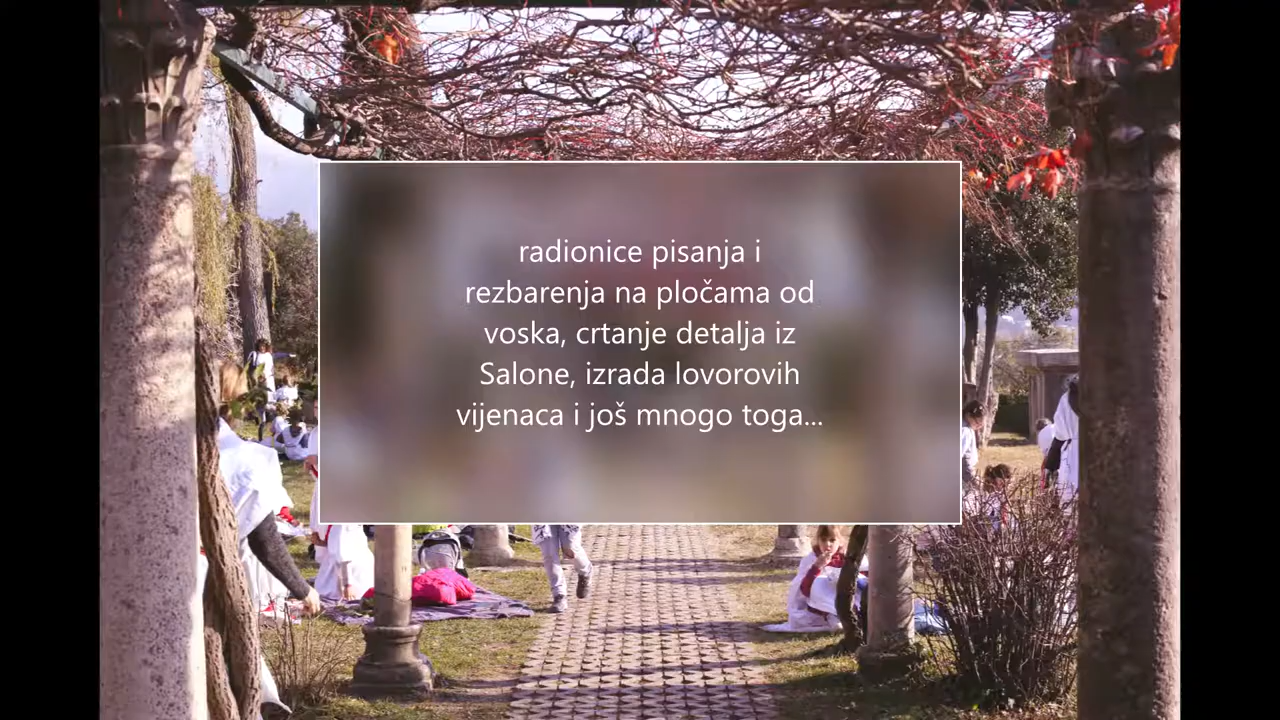 radionice pisanja i
rezbarenja na pločama od
voska, crtanje detalja iz
Salone, izrada lovorovih
vijenaca i još mnogo toga...